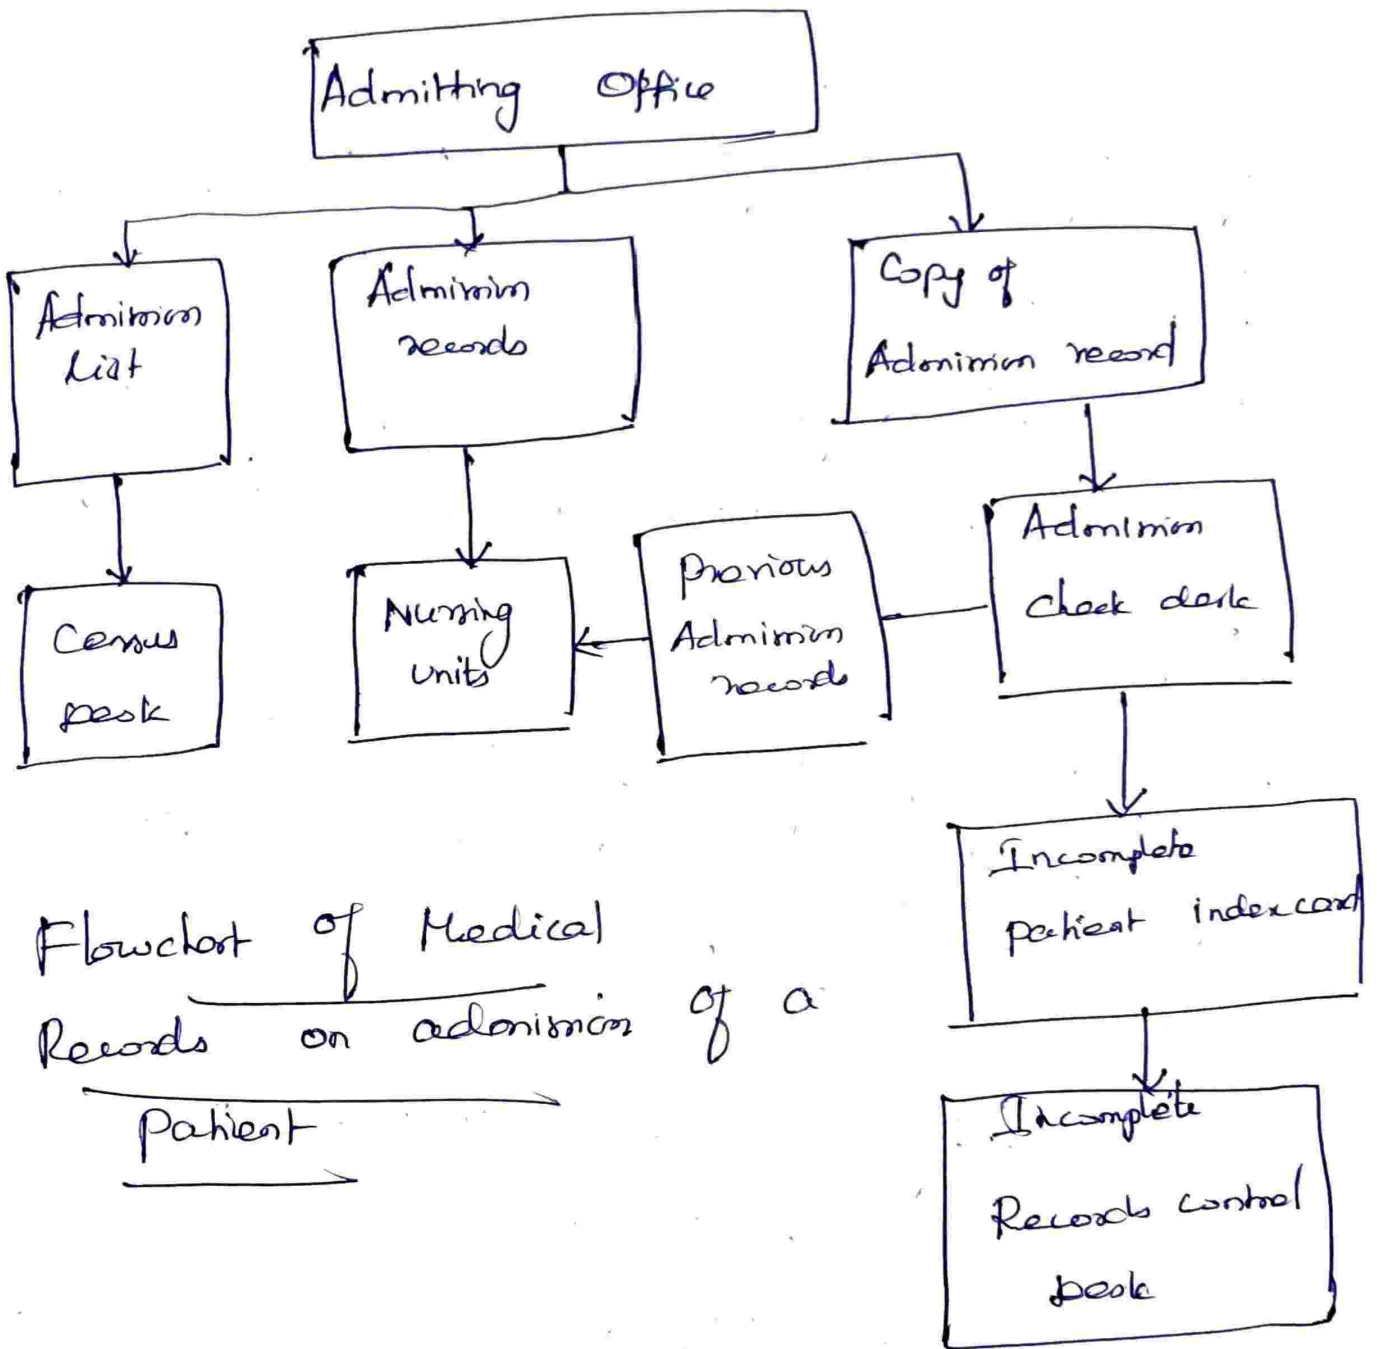 Admitting Office
Admission
List
Admission
records
Copy of
Admission record
Census
Desk
Nursing
units
Previous
Admission
records
Admission
check desk
Incomplete
patient index card
Incomplete
Records control
Desk
Flowchart of Medical
Records on admission of a
Patient